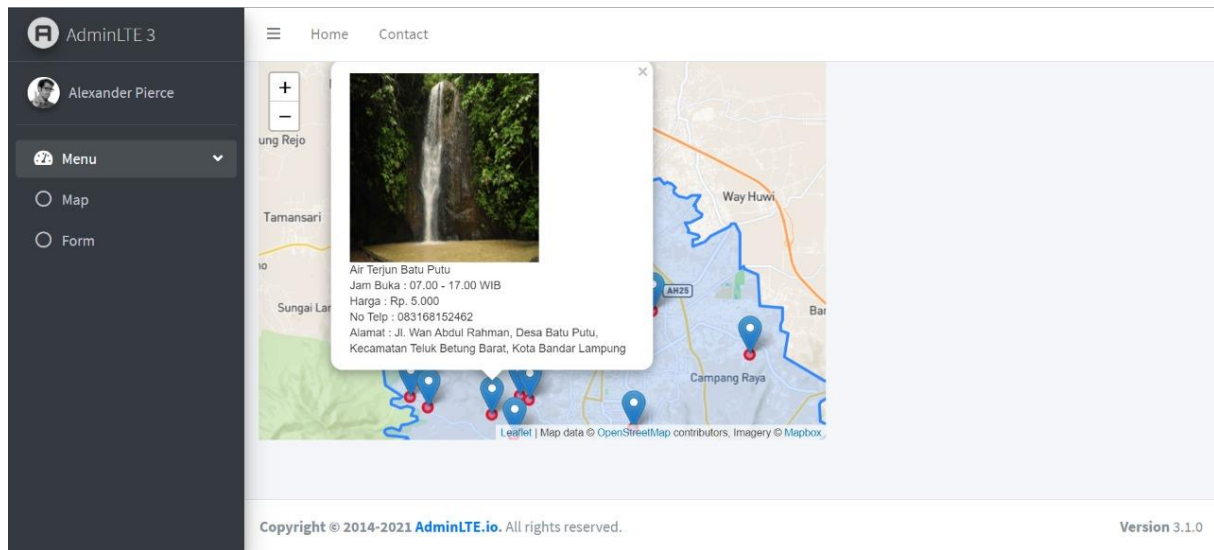 AdminLTE 3
Alexander Pierce
Menu
Map
Form
Home Contact
+
−
ung Rejo
Tamansari
Sungai Lar
Way Huwi
AH25
Campang Raya
×
Air Terjun Batu Putu
Jam Buka : 07.00 - 17.00 WIB
Harga : Rp. 5.000
No Telp : 083168152462
Alamat : Jl. Wan Abdul Rahman, Desa Batu Putu,
Kecamatan Teluk Betung Barat, Kota Bandar Lampung
Leaflet | Map data © OpenStreetMap contributors, Imagery © Mapbox
Copyright © 2014-2021 AdminLTE.io. All rights reserved.
Version 3.1.0